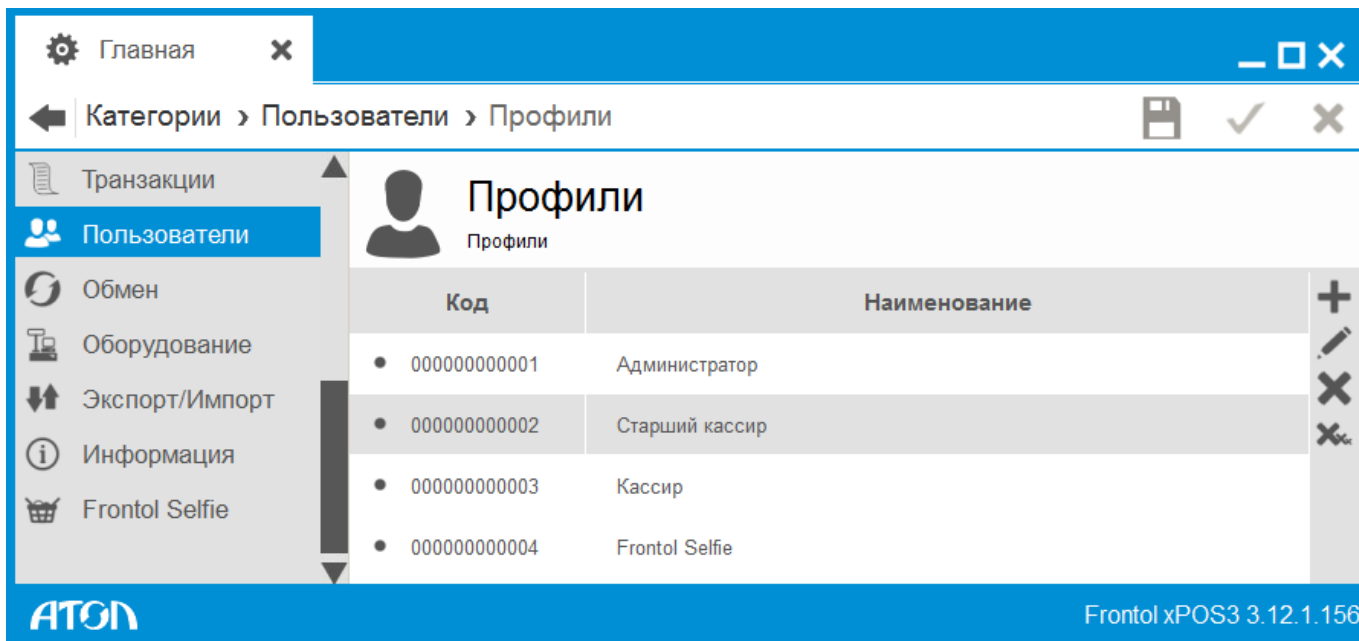 Главная
Категории › Пользователи › Профили
Транзакции
Пользователи
Обмен
Оборудование
Экспорт/Импорт
Информация
Frontol Selfie
Профили
Профили
Код Наименование
000000000001 Администратор
000000000002 Старший кассир
000000000003 Кассир
000000000004 Frontol Selfie
АТОЛ Frontol xPOS3 3.12.1.156